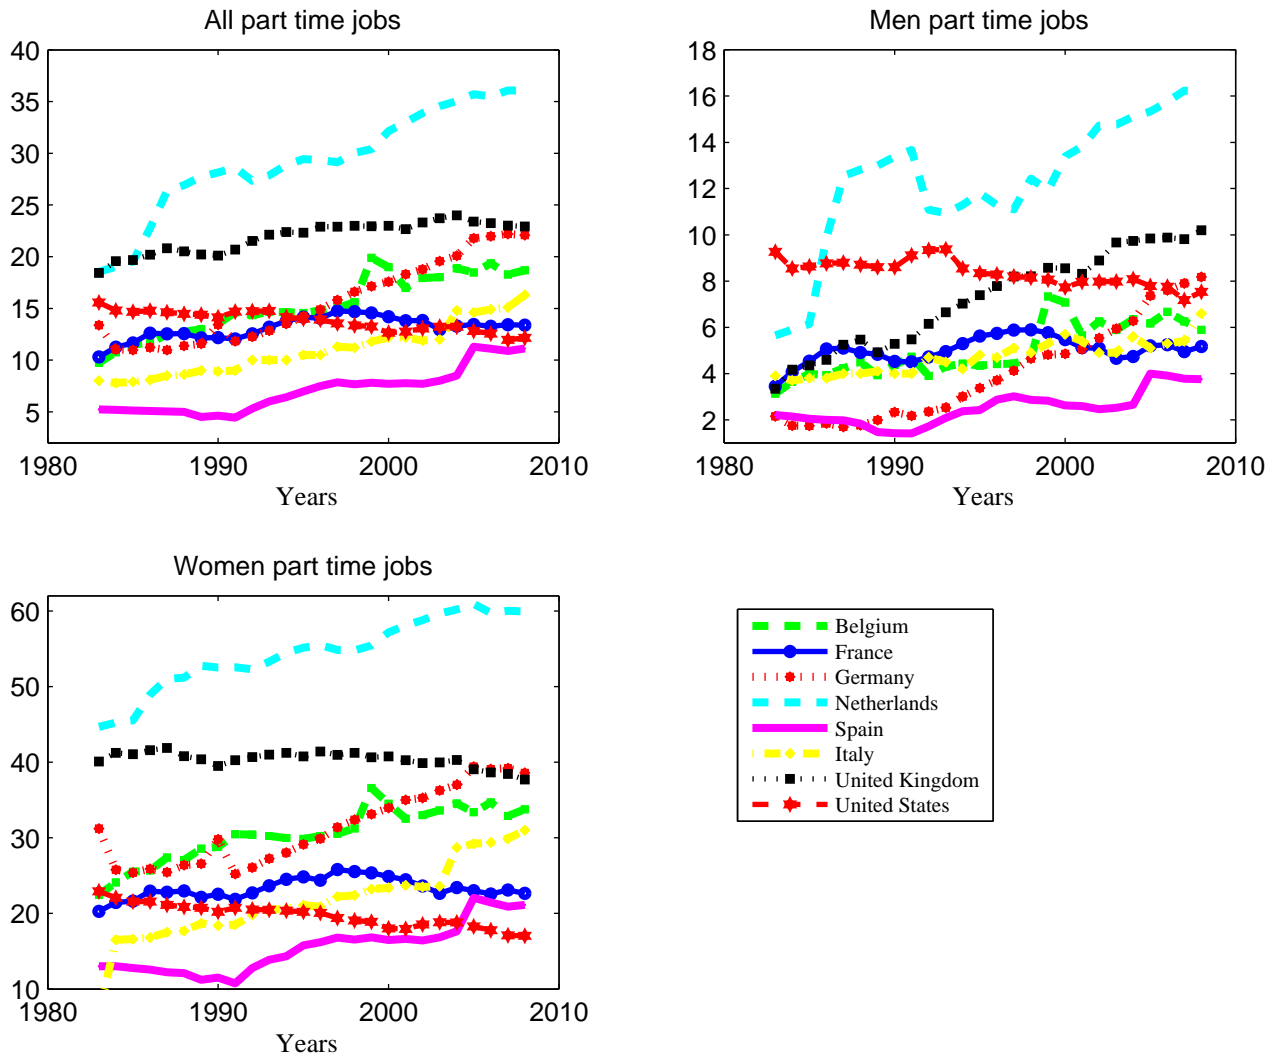 All part time jobs
40
35
30
25
20
15
10
5
1980 1990 2000 2010
Years
Men part time jobs
18
16
14
12
10
8
6
4
2
1980 1990 2000 2010
Years
Women part time jobs
60
50
40
30
20
10
1980 1990 2000 2010
Years
Belgium
France
Germany
Netherlands
Spain
Italy
United Kingdom
United States